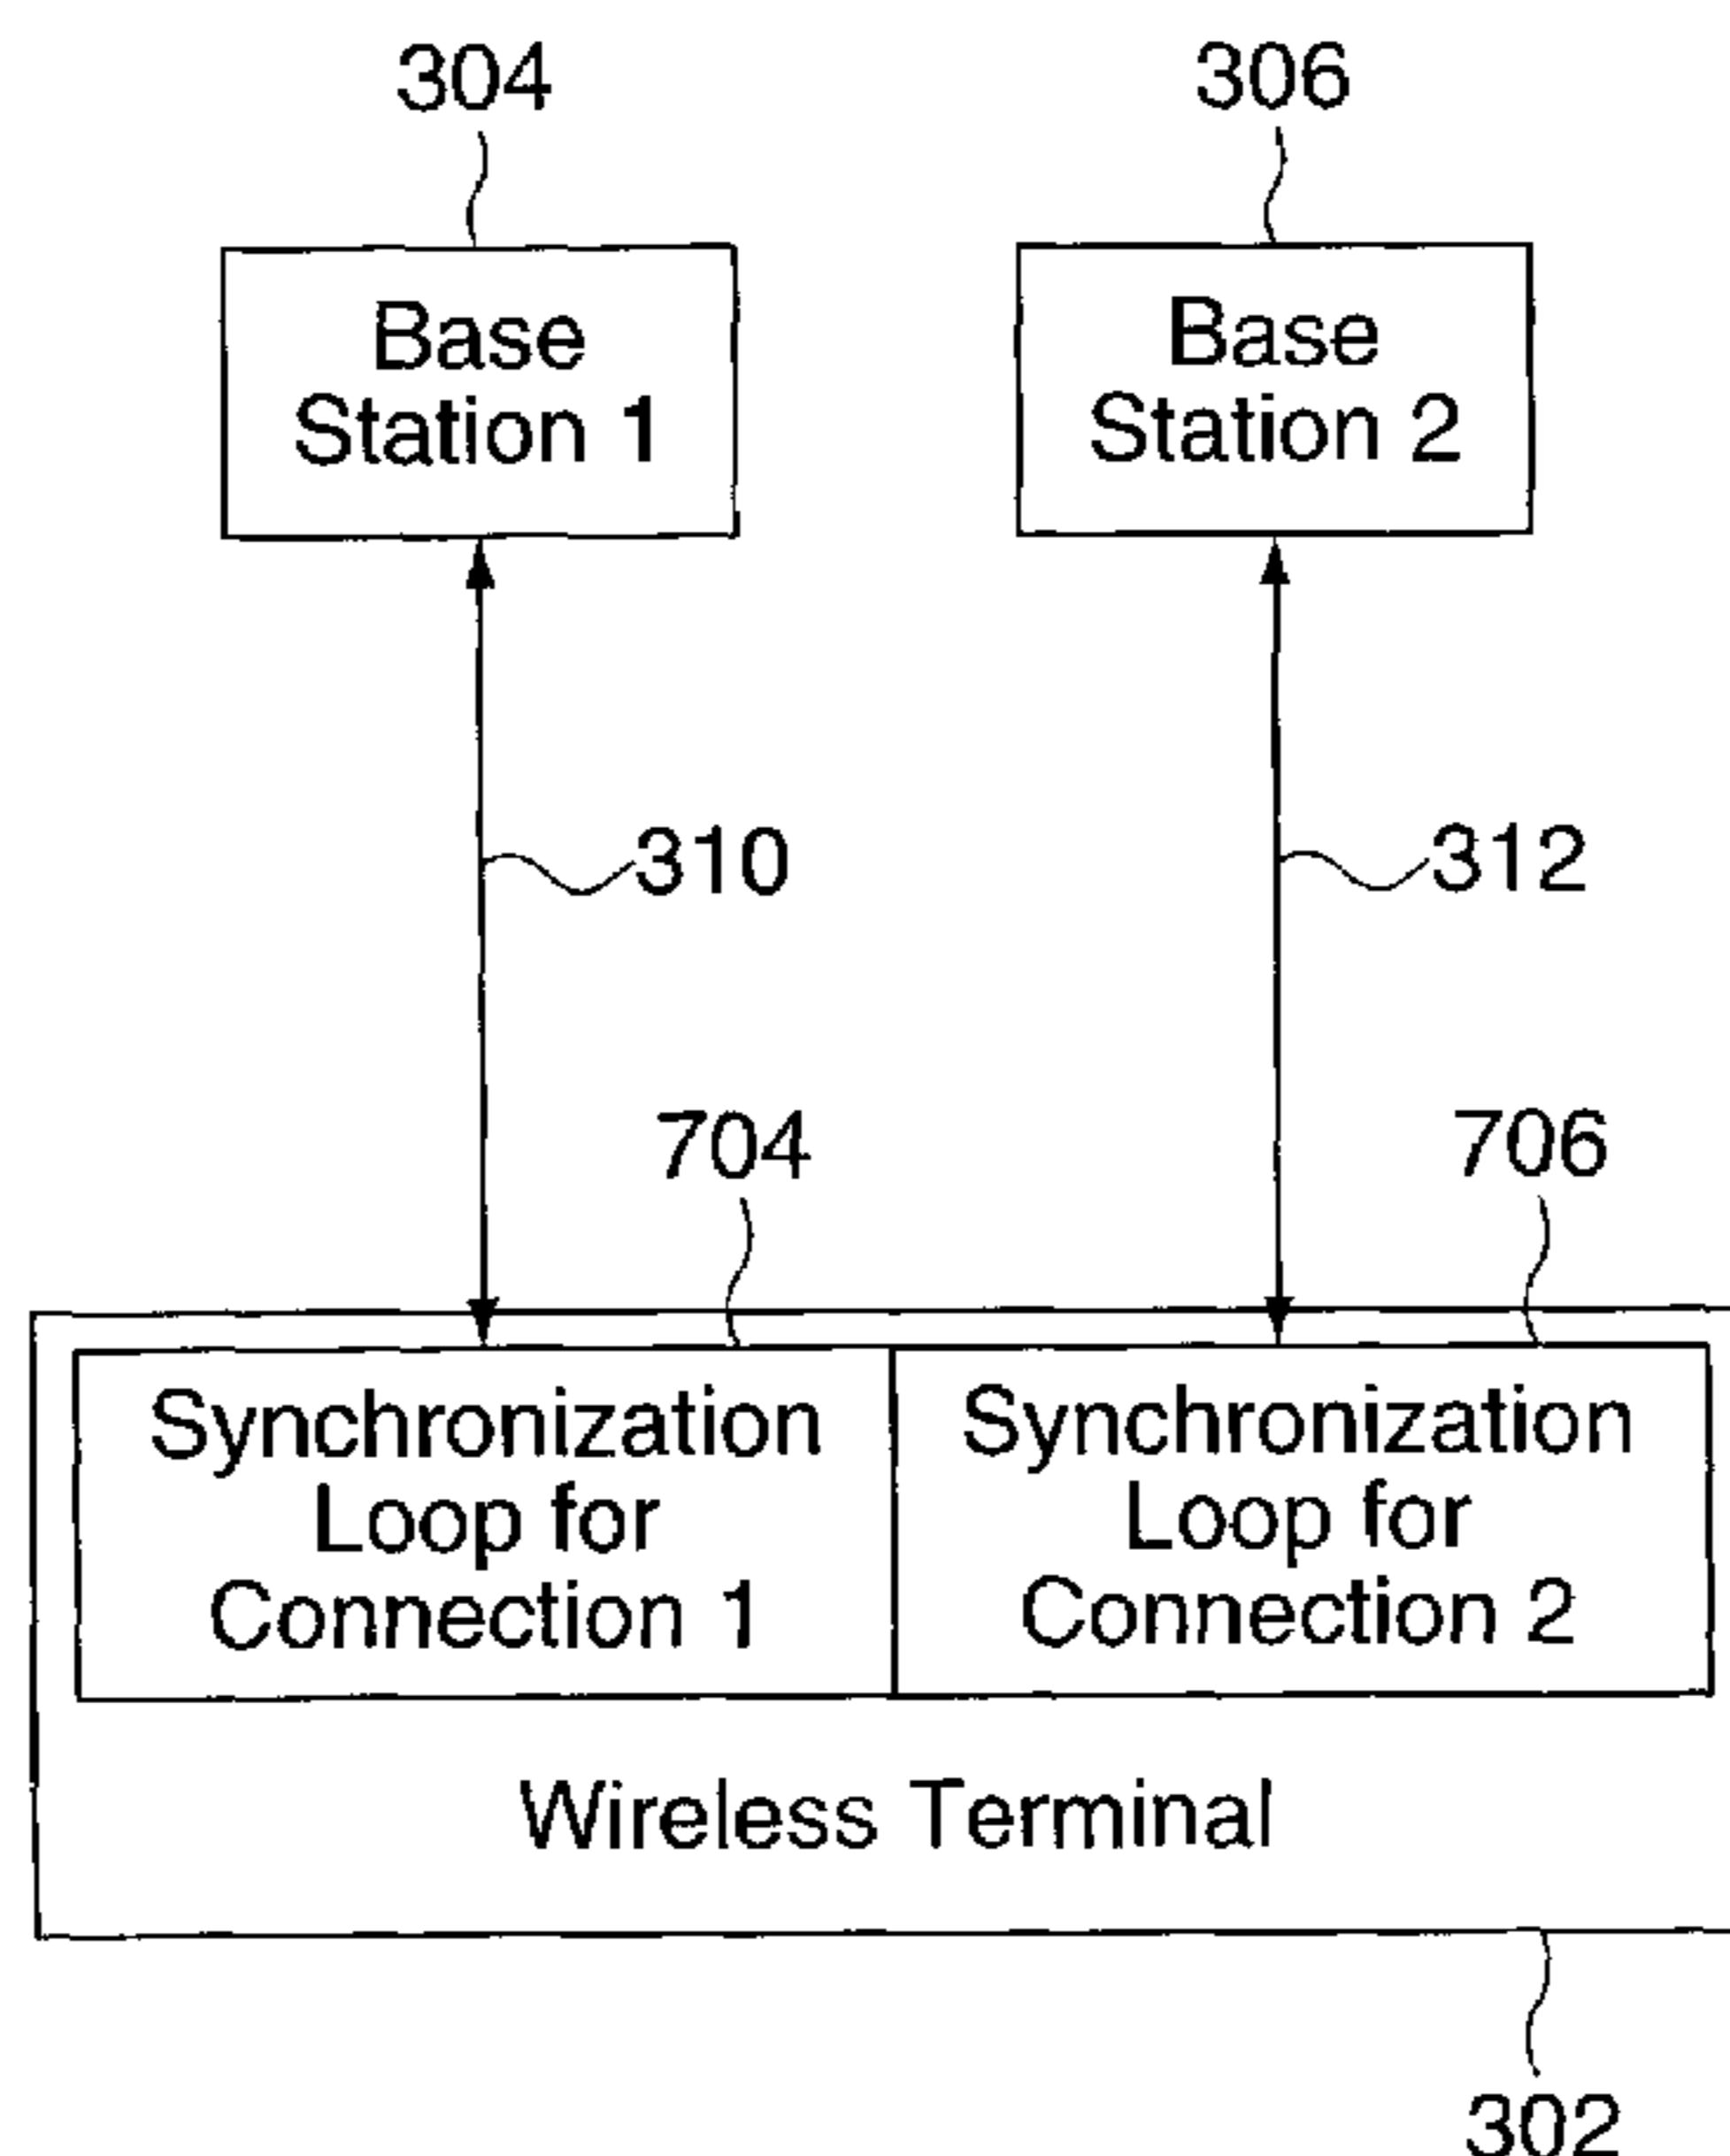 304
306
Base
Station 1
Base
Station 2
310
312
704
706
Synchronization
Loop for
Connection 1
Synchronization
Loop for
Connection 2
Wireless Terminal
302